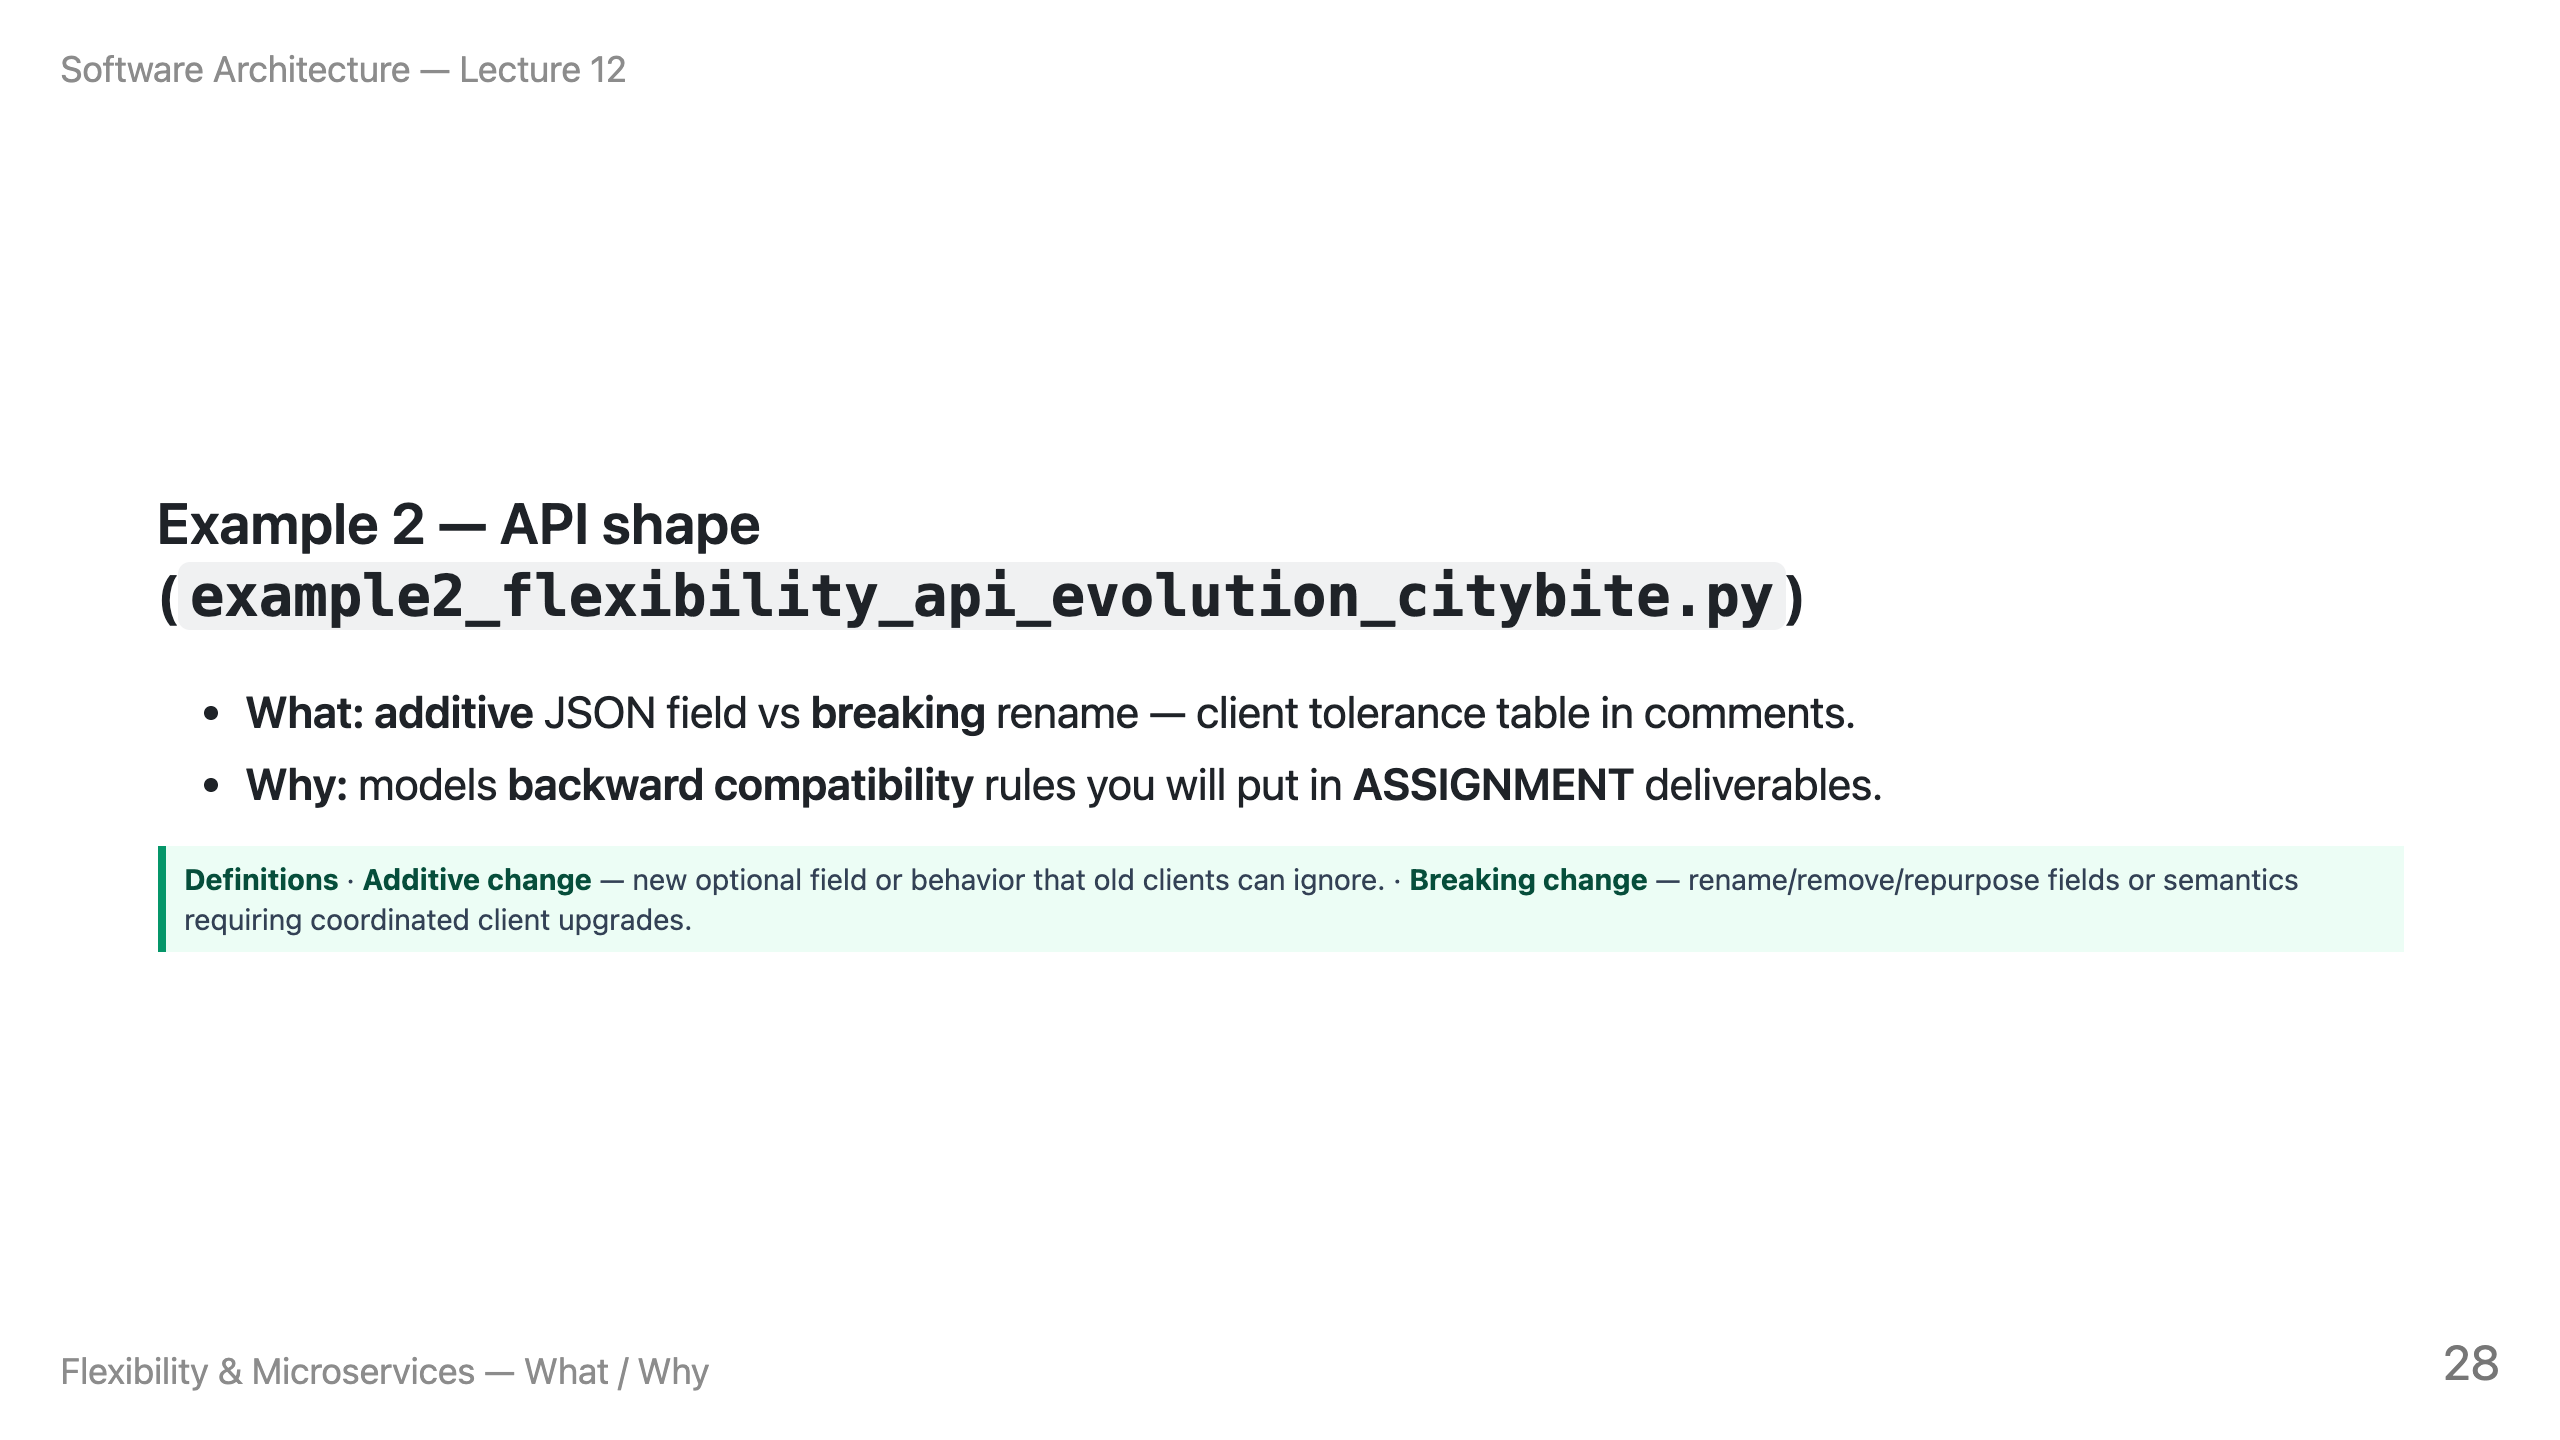 Software Architecture — Lecture 12
Example 2 — API shape
(example2_flexibility_api_evolution_citybite.py)
• What: additive JSON field vs breaking rename — client tolerance table in comments.
• Why: models backward compatibility rules you will put in ASSIGNMENT deliverables.
Definitions · Additive change — new optional field or behavior that old clients can ignore. · Breaking change — rename/remove/repurpose fields or semantics
requiring coordinated client upgrades.
Flexibility & Microservices — What / Why
28